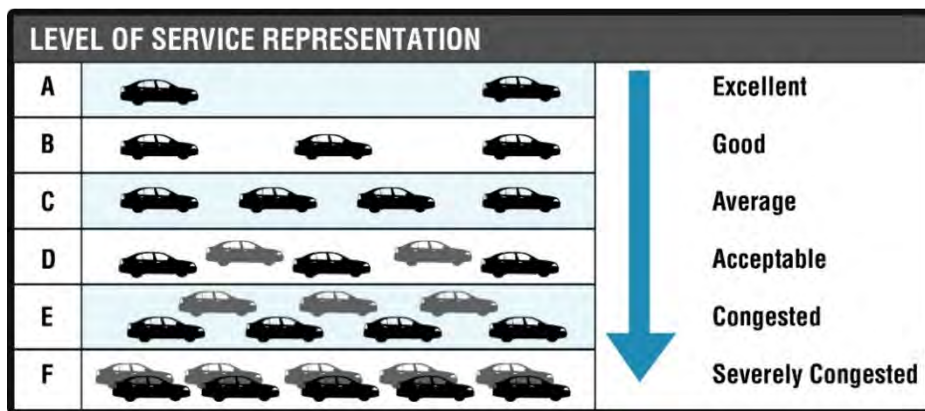 LEVEL OF SERVICE REPRESENTATION
A Excellent
B Good
C Average
D Acceptable
E Congested
F Severely Congested